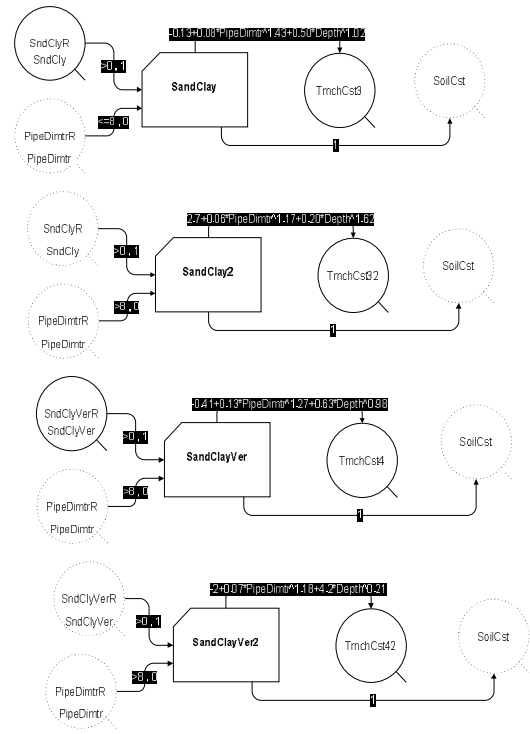 -0.13+0.08*PipeDimtr^1.43+0.50*Depth^1.02
SndClyR
SndCly
>0,1
SandClay
TrnchCst3
SoilCst
<=8,0
PipeDimtrR
PipeDimtr
1
2.7+0.06*PipeDimtr^1.17+0.20*Depth^1.62
SndClyR
SndCly
>0,1
SandClay2
TrnchCst32
SoilCst
>8,0
PipeDimtrR
PipeDimtr
1
-0.41+0.13*PipeDimtr^1.27+0.63*Depth^0.98
SndClyVerR
SndClyVer
>0,1
SandClayVer
TrnchCst4
SoilCst
>8,0
PipeDimtrR
PipeDimtr
1
-2+0.07*PipeDimtr^1.18+4.2*Depth^0.21
SndClyVerR
SndClyVer
>0,1
SandClayVer2
TrnchCst42
SoilCst
>8,0
PipeDimtrR
PipeDimtr
1